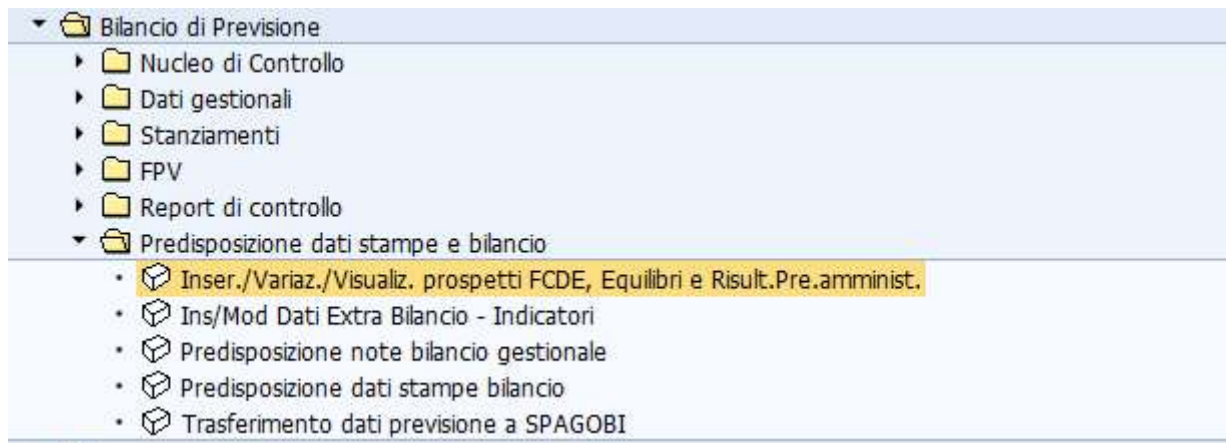 Bilancio di Previsione
Nucleo di Controllo
Dati gestionali
Stanziamenti
FPV
Report di controllo
Predisposizione dati stampe e bilancio
Inser./Variaz./Visualiz. prospetti FCDE, Equilibri e Risult.Pre.amminist.
Ins/Mod Dati Extra Bilancio - Indicatori
Predisposizione note bilancio gestionale
Predisposizione dati stampe bilancio
Trasferimento dati previsione a SPAGOBI